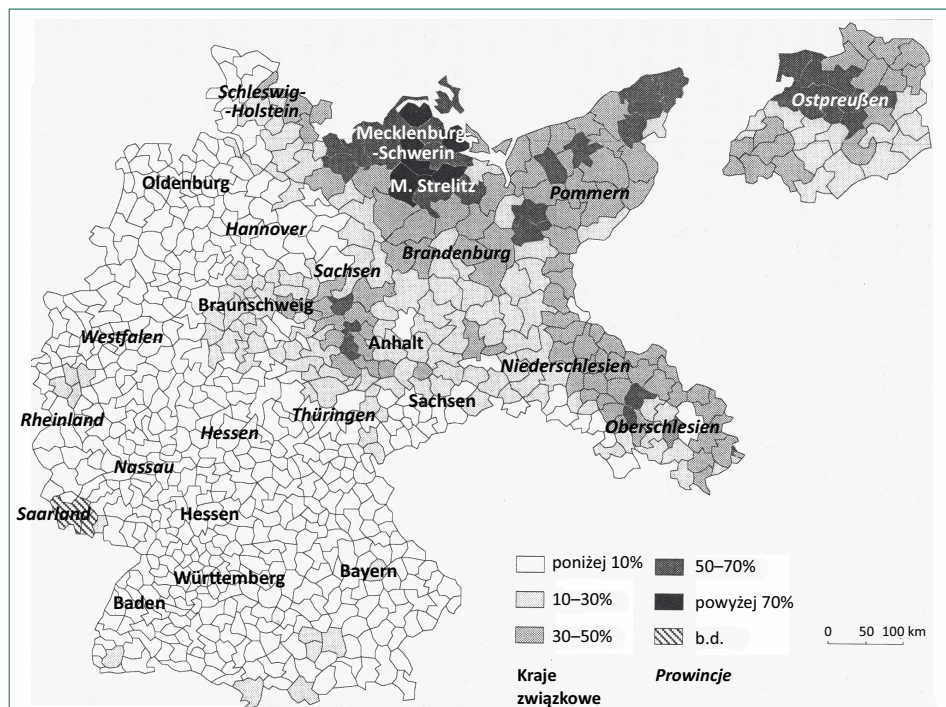 Schleswig-
-Holstein
Ostpreußen
Mecklenburg-
-Schwerin
Oldenburg
M. Strelitz
Pommern
Hannover
Brandenburg
Sachsen
Braunschweig
Westfalen
Anhalt
Niederschlesien
Rheinland
Thüringen
Sachsen
Hessen
Oberschlesien
Nassau
Saarland
Hessen
Württemberg
Bayern
Baden
poniżej 10%
10–30%
30–50%
50–70%
powyżej 70%
b.d.
0 50 100 km
Kraje
związkowe
Prowincje